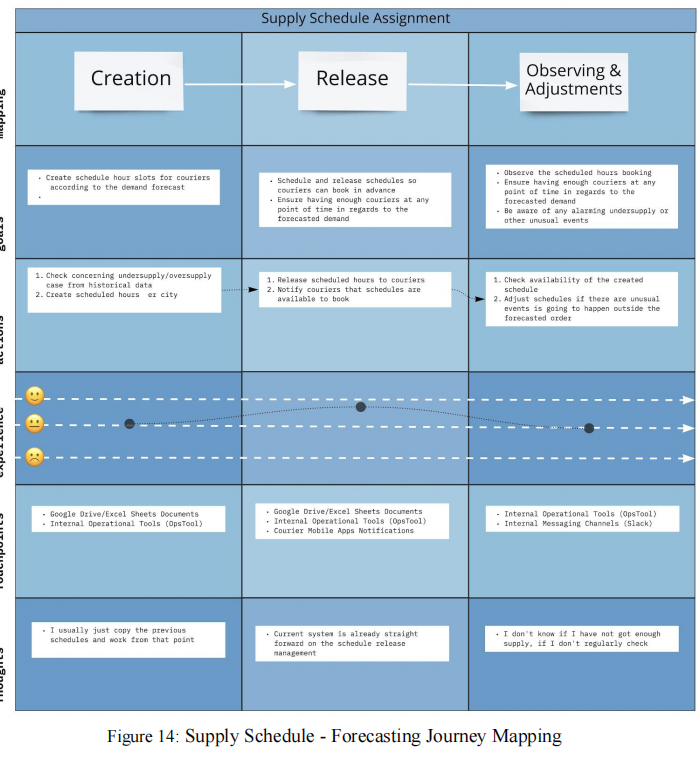 Supply Schedule Assignment
mapping
Creation
Release
Observing &
Adjustments
goals
• Create schedule hour slots for couriers
according to the demand forecast
•
• Schedule and release schedules so
couriers can book in advance
• Ensure having enough couriers at any
point of time in regards to the
forecasted demand
• Observe the scheduled hours booking
• Ensure having enough couriers at any
point of time in regards to the
forecasted demand
• Be aware of any alarming undersupply or
other unusual events
actions
1. Check concerning undersupply/oversupply
case from historical data
2. Create scheduled hours er city
1. Release scheduled hours to couriers
2. Notify couriers that schedules are
available to book
1. Check availability of the created
schedule
2. Adjust schedules if there are unusual
events is going to happen outside the
forecasted order
experience
Touchpoints
• Google Drive/Excel Sheets Documents
• Internal Operational Tools (OpsTool)
• Google Drive/Excel Sheets Documents
• Internal Operational Tools (OpsTool)
• Courier Mobile Apps Notifications
• Internal Operational Tools (OpsTool)
• Internal Messaging Channels (Slack)
Thoughts
• I usually just copy the previous
schedules and work from that point
• Current system is already straight
forward on the schedule release
management
• I don't know if I have not got enough
supply, if I don't regularly check
Figure 14: Supply Schedule - Forecasting Journey Mapping